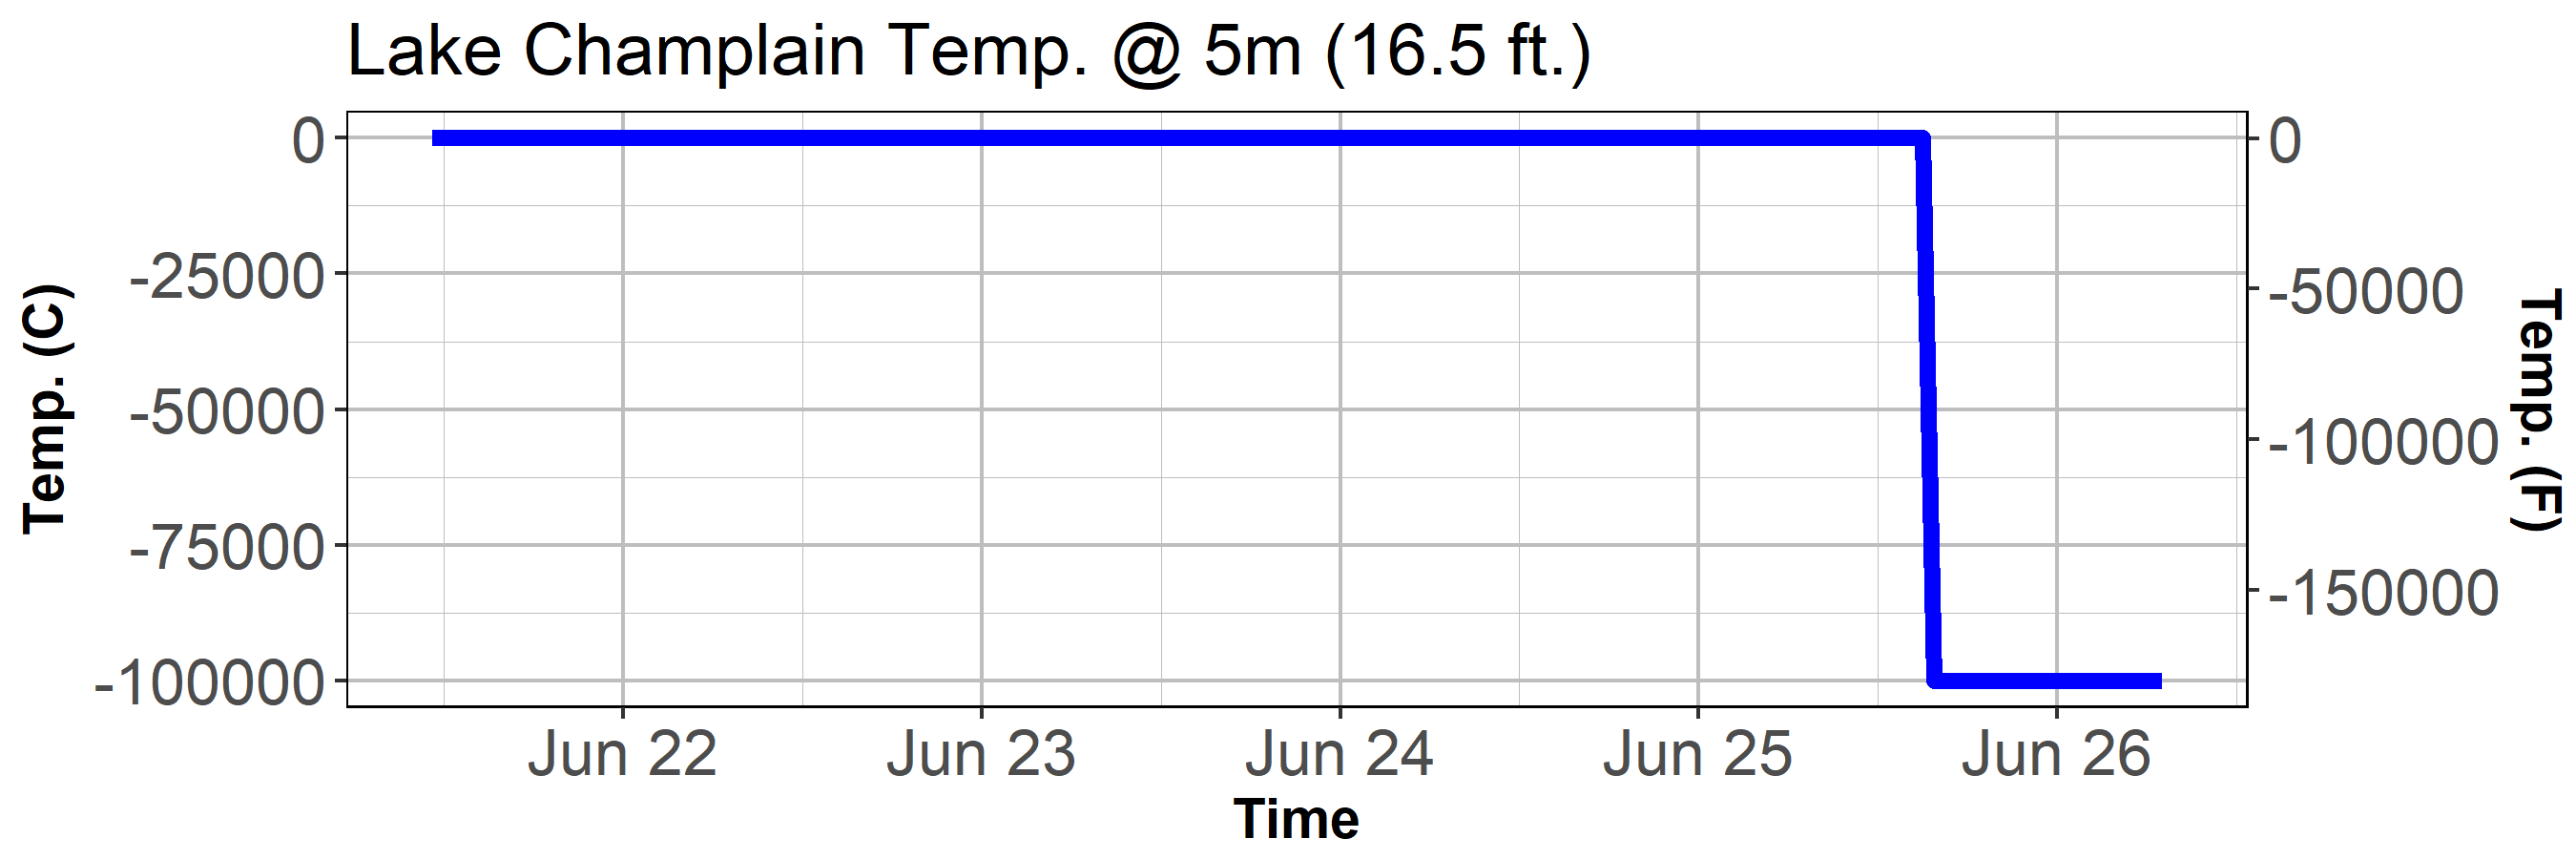 Lake Champlain Temp. @ 5m (16.5 ft.)
Temp. (C)
0
-25000
-50000
-75000
-100000
0
-50000
-100000
-150000
Temp. (F)
Jun 22 Jun 23 Jun 24 Jun 25 Jun 26
Time